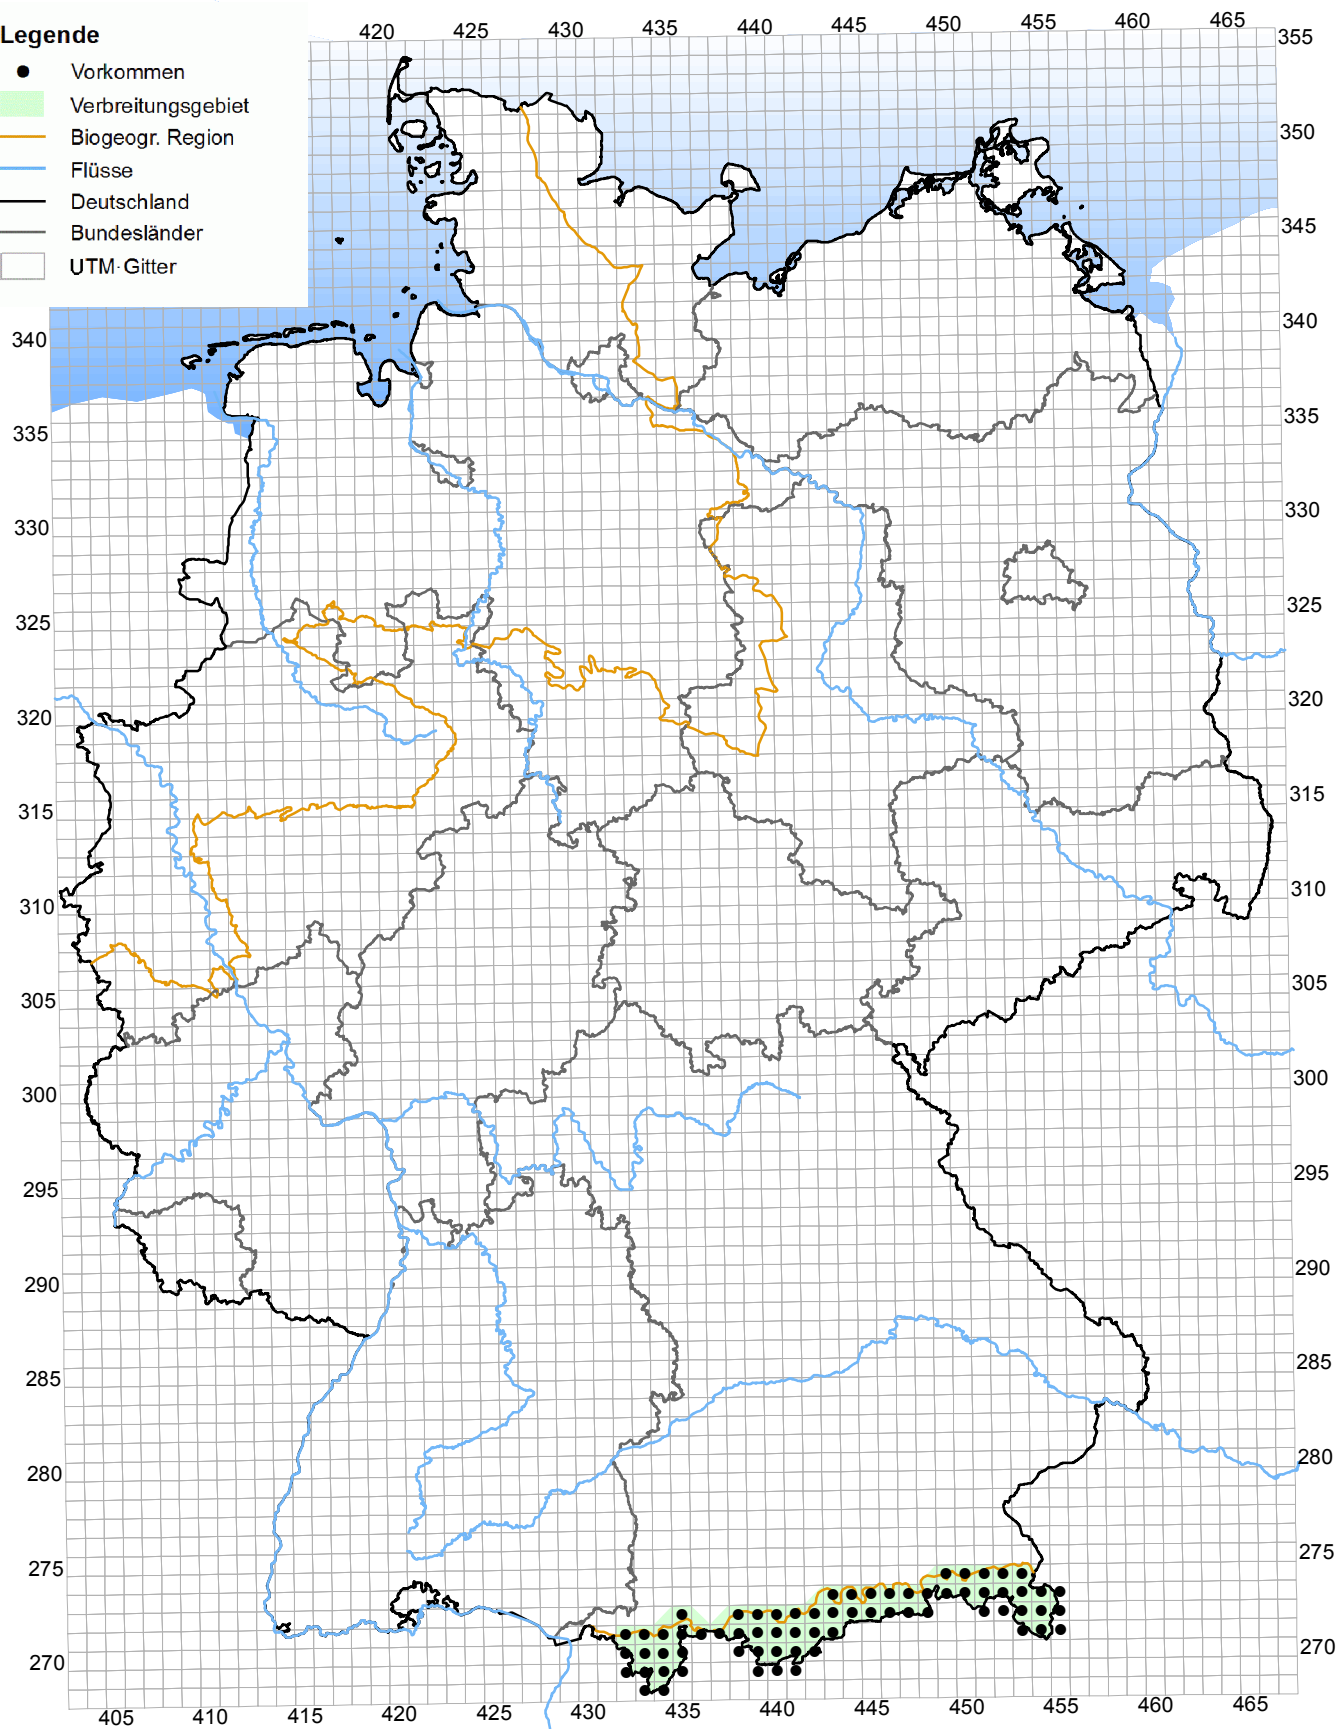 Legende
Vorkommen
Verbreitungsgebiet
Biogeogr. Region
Flüsse
Deutschland
Bundesländer
UTM-Gitter
420 425 430 435 440 445 450 455 460 465
355
350
345
340 340
335 335
330 330
325 325
320 320
315 315
310 310
305 305
300 300
295 295
290 290
285 285
280 280
275 275
270 270
405 410 415 420 425 430 435 440 445 450 455 460 465